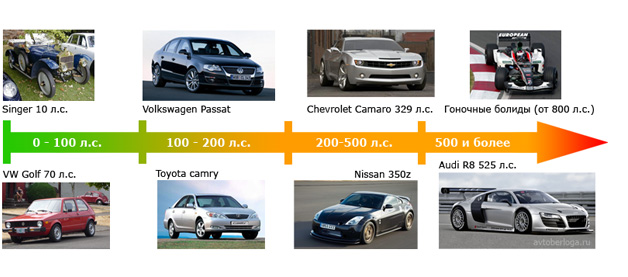 EUROPEAN
Singer 10 л.с.
Volkswagen Passat
Chevrolet Camaro 329 л.с.
Гоночные болиды (от 800 л.с.)
0 - 100 л.с.
100 - 200 л.с.
200-500 л.с.
500 и более
VW Golf 70 л.с.
Toyota camry
Nissan 350z
Audi R8 525 л.с.
avtoberloga.ru